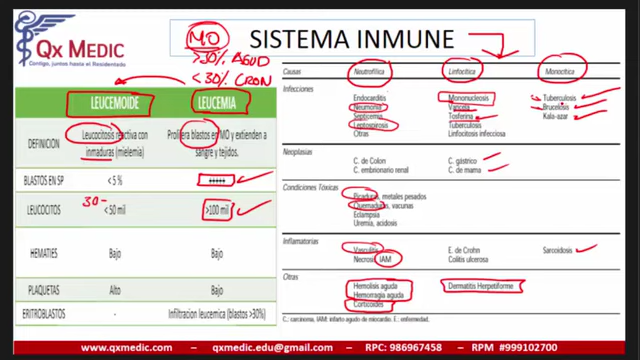 Qx MEDIC
Contigo, juntos hasta el Residentado
MO
>30% AGUD
<30% CRON
SISTEMA INMUNE
LEUCEMOIDE LEUCEMIA
DEFINICIÓN Leucocitosis reactiva con inmaduras (mielemia) Prolifera blastos en MO y extienden a sangre y tejidos.
BLASTOS EN SP < 5 % +++++
LEUCOCITOS 30- < 50 mil >100 mil
HEMATIES Bajo Bajo
PLAQUETAS Alto Bajo
ERITROBLASTOS - Infiltración leucemica (blastos >30%)
Causas Neutrofílica Linfocítica Monocítica
Infecciones
Endocarditis Mononucleosis Tuberculosis
Neumonía Varicela Brucelosis
Septicemia Tosferina Kala-azar
Leptospirosis Tuberculosis
Otras Linfocitosis infecciosa
Neoplasias
C. de Colon C. gástrico
C. embrionario renal C. de mama
Condiciones Tóxicas
Picaduras, metales pesados
Quemaduras, vacunas
Eclampsia
Uremia, acidosis
Inflamatorias
Vasculitis E. de Crohn Sarcoidosis
Necrosis IAM Colitis ulcerosa
Otras
Hemolisis aguda Dermatitis Herpetiforme
Hemorragia aguda
Corticoides
C.: carcinoma, IAM: infarto agudo de miocardio. E.: enfermedad.
www.qxmedic.com - qxmedic.edu@gmail.com - RPC: 986967458 - RPM #999102700